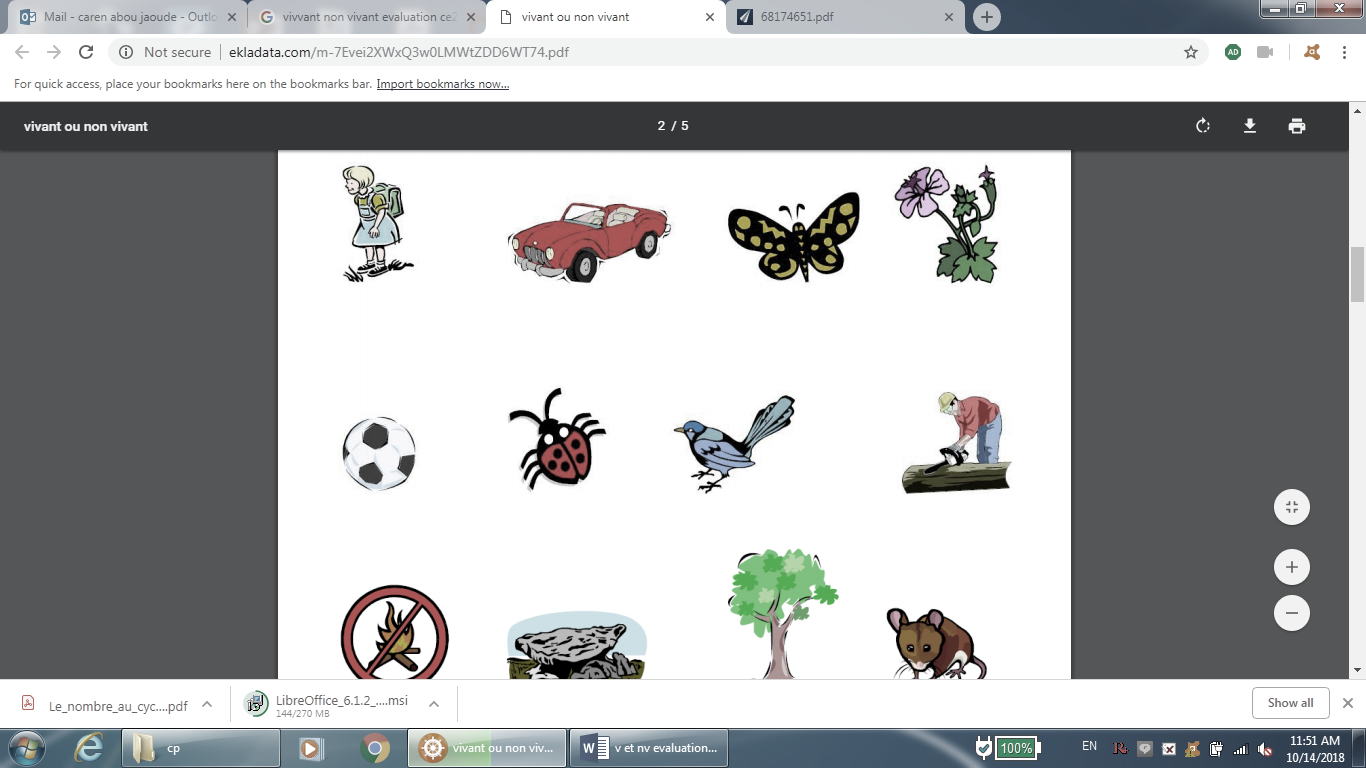 Mail - caren abou jaoude - Outlo
vivvant non vivant evaluation ce2
vivant ou non vivant
68174651.pdf
Not secure
ekladata.com/m-7Evei2XWxQ3w0LMWtZDD6WT74.pdf
AD
For quick access, place your bookmarks here on the bookmarks bar. Import bookmarks now...
vivant ou non vivant
2 / 5
Le_nombre_au_cyc....pdf
LibreOffice_6.1.2_....msi
144/270 MB
Show all
cp
vivant ou non viv...
v et nv evaluation...
100%
EN
11:51 AM
10/14/2018